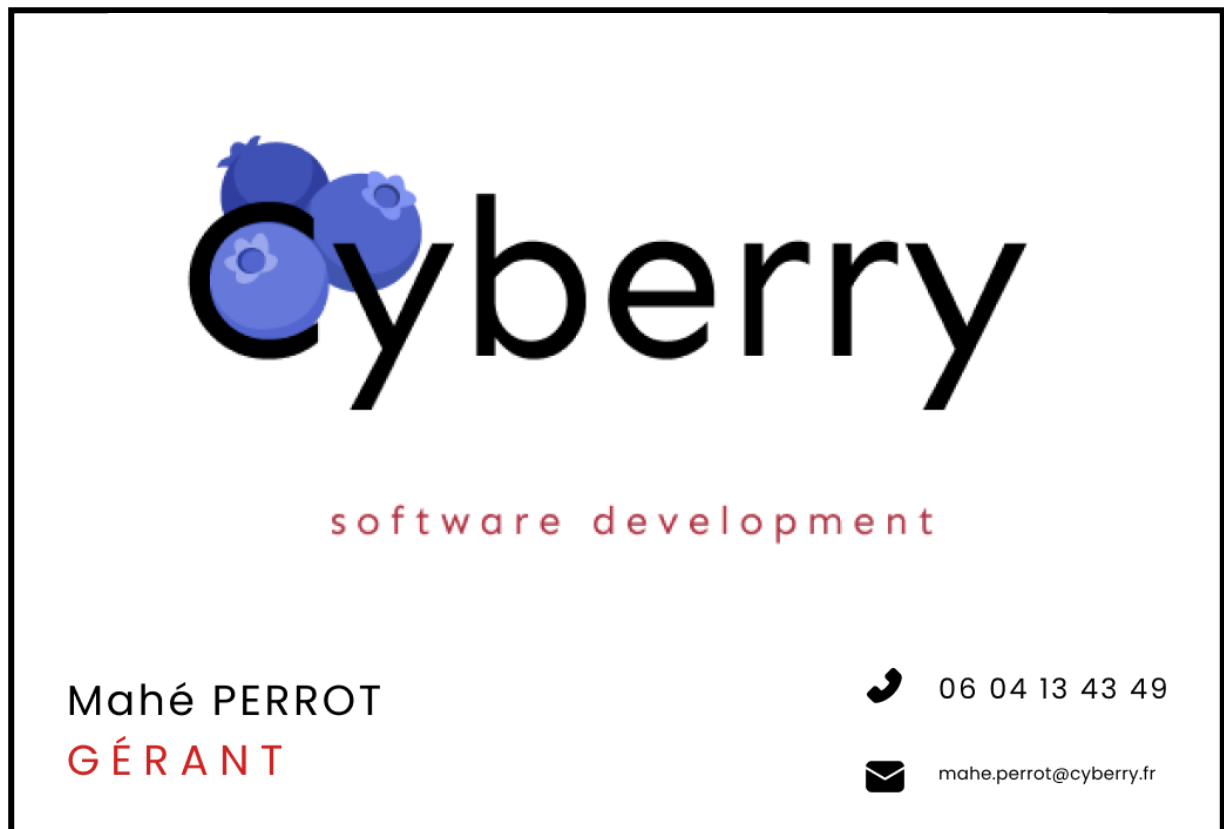 Cyberry
software development
Mahé PERROT
GÉRANT
06 04 13 43 49
mahe.perrot@cyberry.fr